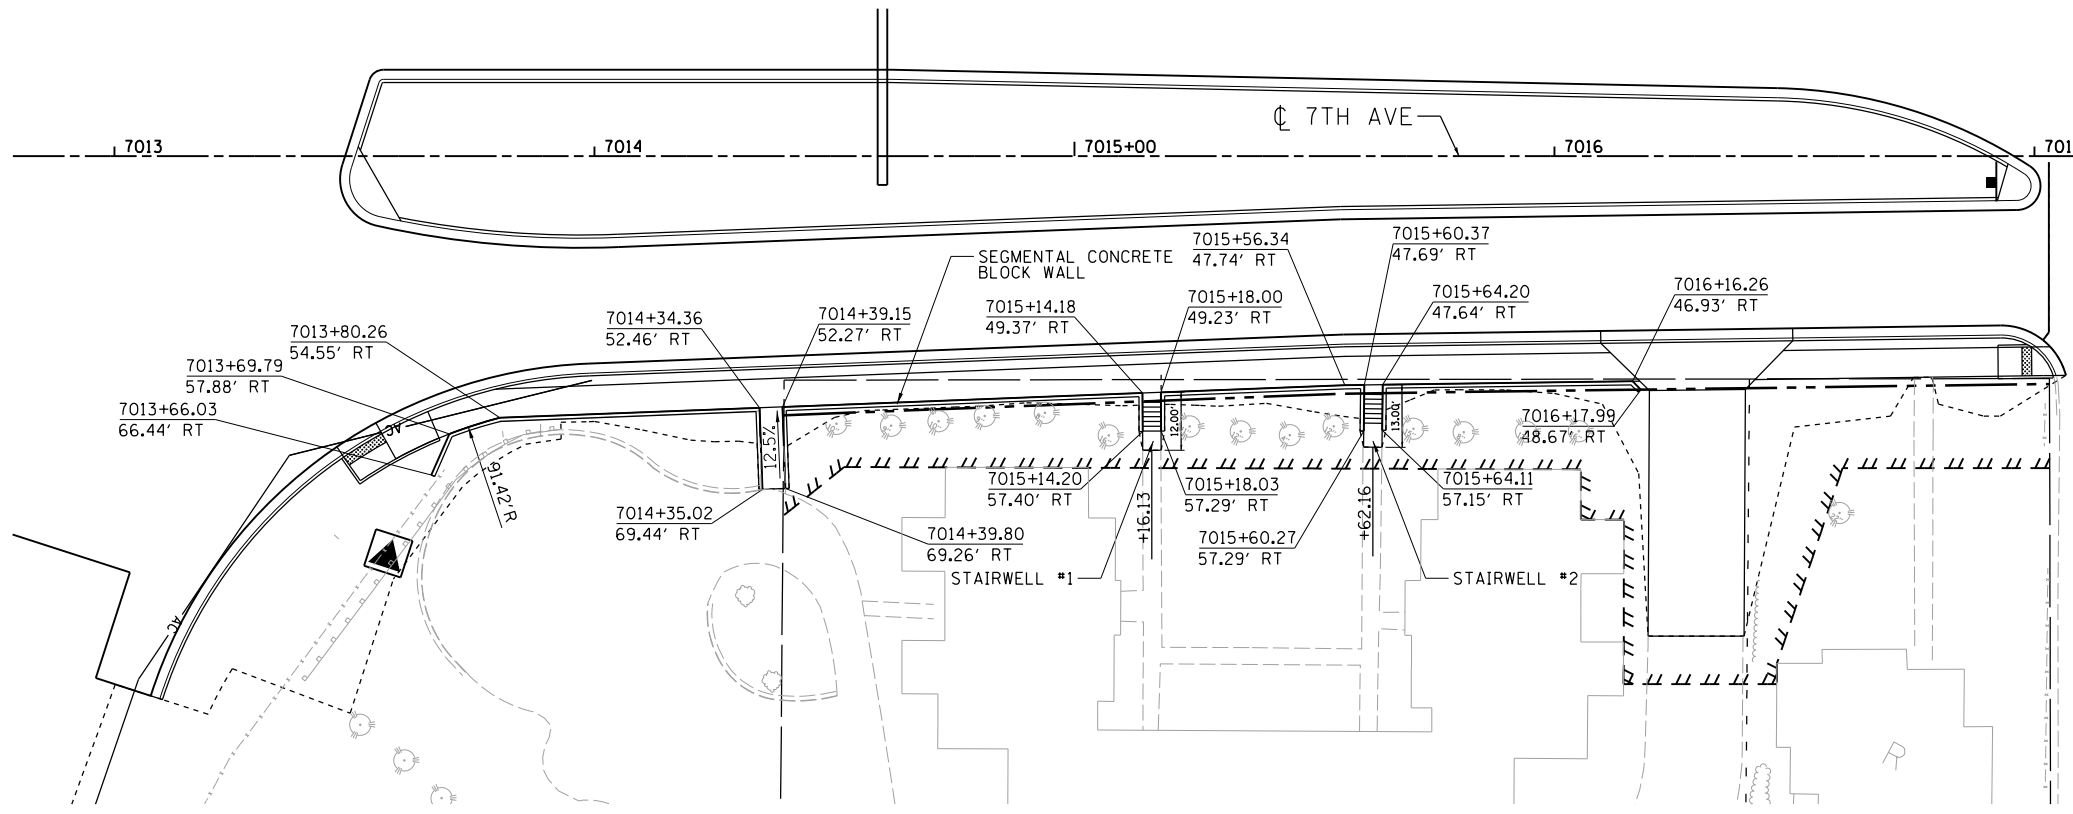 ℄ 7TH AVE
7013
7014
7015+00
7016
701
7015+56.34
47.74' RT
7015+60.37
47.69' RT
SEGMENTAL CONCRETE
BLOCK WALL
7013+80.26
54.55' RT
7014+34.36
52.46' RT
7014+39.15
52.27' RT
7015+14.18
49.37' RT
7015+18.00
49.23' RT
7015+64.20
47.64' RT
7016+16.26
46.93' RT
7013+69.79
57.88' RT
7013+66.03
66.44' RT
AC
12.5%
12.00'
13.00'
7016+17.99
48.67' RT
91.42'R
7015+14.20
57.40' RT
7015+18.03
57.29' RT
7015+64.11
57.15' RT
7014+35.02
69.44' RT
7014+39.80
69.26' RT
+16.13
7015+60.27
57.29' RT
+62.16
STAIRWELL #1
STAIRWELL #2
AC
R